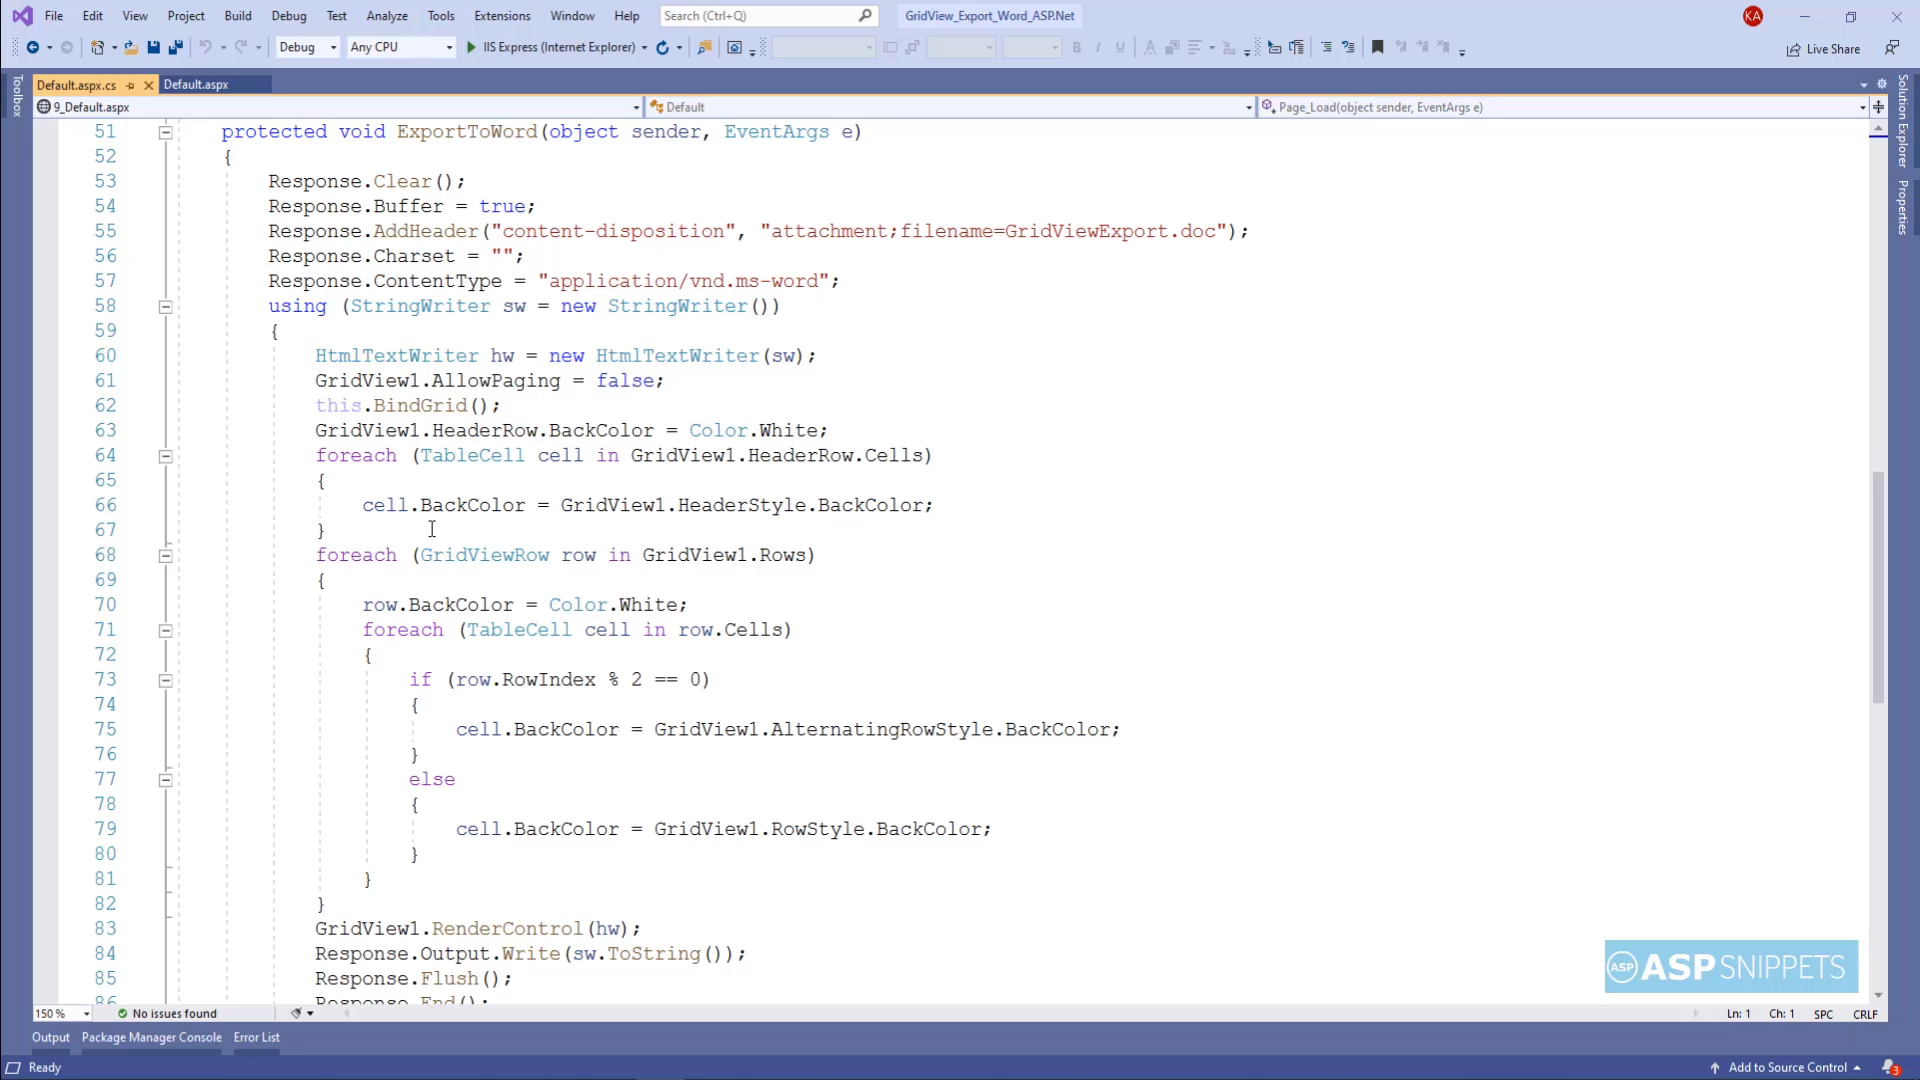 File Edit View Project Build Debug Test Analyze Tools Extensions Window Help Search (Ctrl+Q) GridView_Export_Word_ASP.Net KA
Debug Any CPU IIS Express (Internet Explorer) Live Share
Default.aspx.cs Default.aspx
9_Default.aspx Default Page_Load(object sender, EventArgs e)
Toolbox
Solution Explorer
Properties
51 protected void ExportToWord(object sender, EventArgs e)
52 {
53 Response.Clear();
54 Response.Buffer = true;
55 Response.AddHeader("content-disposition", "attachment;filename=GridViewExport.doc");
56 Response.Charset = "";
57 Response.ContentType = "application/vnd.ms-word";
58 using (StringWriter sw = new StringWriter())
59 {
60 HtmlTextWriter hw = new HtmlTextWriter(sw);
61 GridView1.AllowPaging = false;
62 this.BindGrid();
63 GridView1.HeaderRow.BackColor = Color.White;
64 foreach (TableCell cell in GridView1.HeaderRow.Cells)
65 {
66 cell.BackColor = GridView1.HeaderStyle.BackColor;
67 }
68 foreach (GridViewRow row in GridView1.Rows)
69 {
70 row.BackColor = Color.White;
71 foreach (TableCell cell in row.Cells)
72 {
73 if (row.RowIndex % 2 == 0)
74 {
75 cell.BackColor = GridView1.AlternatingRowStyle.BackColor;
76 }
77 else
78 {
79 cell.BackColor = GridView1.RowStyle.BackColor;
80 }
81 }
82 }
83 GridView1.RenderControl(hw);
84 Response.Output.Write(sw.ToString());
85 Response.Flush();
86 Response.End();
ASP ASPSNIPPETS
150 % No issues found Ln: 1 Ch: 1 SPC CRLF
Output Package Manager Console Error List
Ready Add to Source Control 3